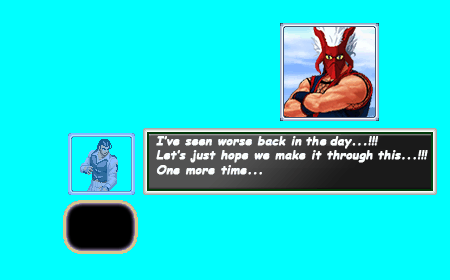 I've seen worse back in the day...!!!
Let's just hope we make it through this...!!!
One more time...